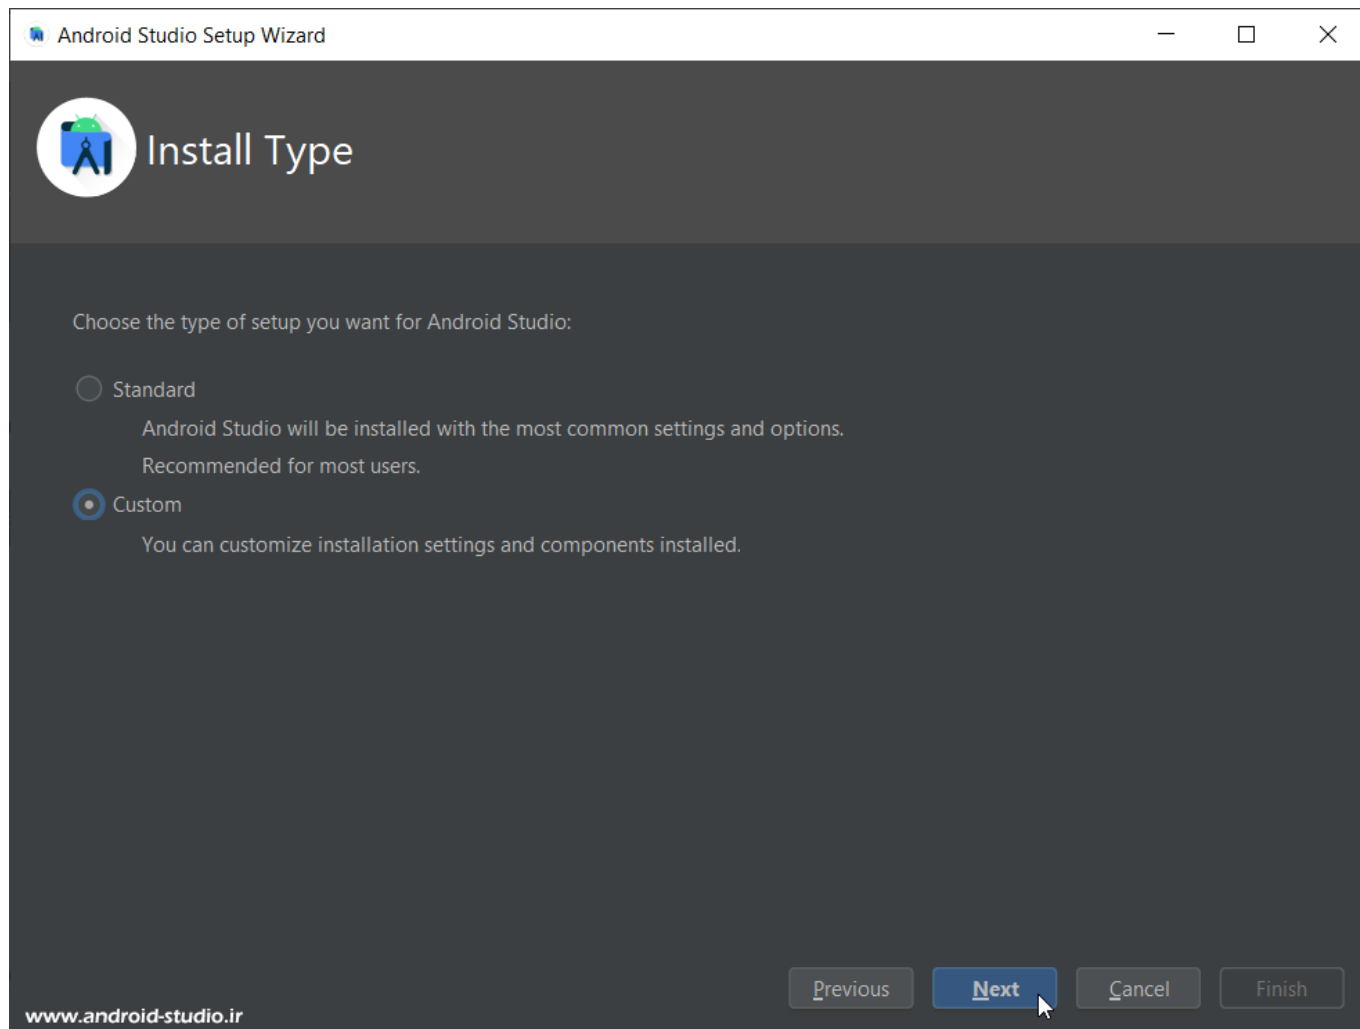 Android Studio Setup Wizard
Install Type
Choose the type of setup you want for Android Studio:
Standard
Android Studio will be installed with the most common settings and options.
Recommended for most users.
Custom
You can customize installation settings and components installed.
Previous Next Cancel Finish
www.android-studio.ir